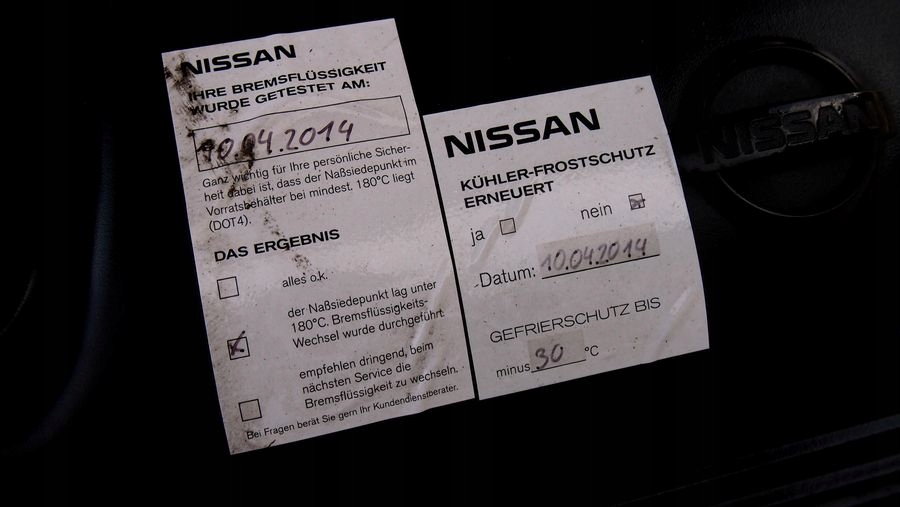 NISSAN
IHRE BREMSFLÜSSIGKEIT
WURDE GETESTET AM:
10.04.2014
Ganz wichtig für Ihre persönliche Sicher-
heit dabei ist, dass der Naßsiedepunkt im
Vorratsbehälter bei mindest. 180°C liegt
(DOT4).
DAS ERGEBNIS
alles o.k.
der Naßsiedepunkt lag unter
180°C. Bremsflüssigkeits-
Wechsel wurde durchgeführt
empfehlen dringend, beim
nächsten Service die
Bremsflüssigkeit zu wechseln.
Bei Fragen berät Sie gern Ihr Kundendienstberater.
NISSAN
KÜHLER-FROSTSCHUTZ
ERNEUERT
ja nein
Datum: 10.04.2014
GEFRIERSCHUTZ BIS
minus 30 °C
NISSAN